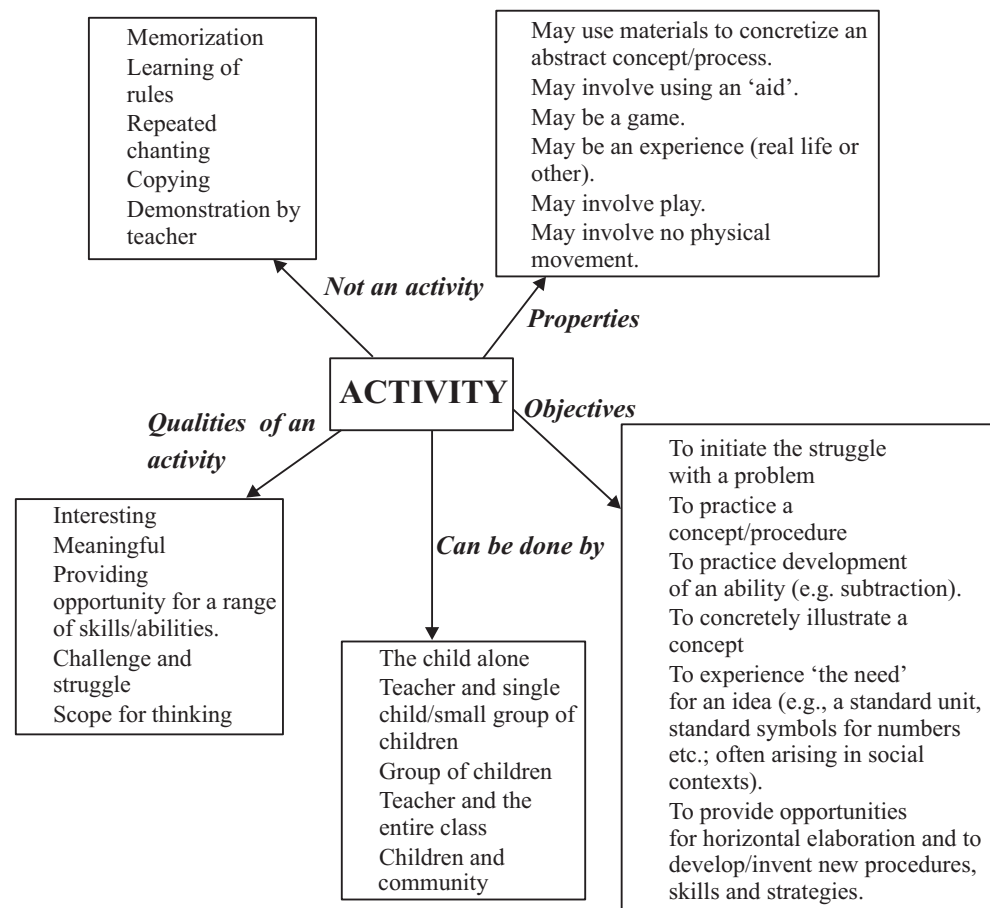 Memorization
Learning of
rules
Repeated
chanting
Copying
Demonstration by
teacher
May use materials to concretize an
abstract concept/process.
May involve using an ‘aid’.
May be a game.
May be an experience (real life or
other).
May involve play.
May involve no physical
movement.
Not an activity
Properties
ACTIVITY
Qualities of an
activity
Objectives
Can be done by
Interesting
Meaningful
Providing
opportunity for a range
of skills/abilities.
Challenge and
struggle
Scope for thinking
The child alone
Teacher and single
child/small group of
children
Group of children
Teacher and the
entire class
Children and
community
To initiate the struggle
with a problem
To practice a
concept/procedure
To practice development
of an ability (e.g. subtraction).
To concretely illustrate a
concept
To experience ‘the need’
for an idea (e.g., a standard unit,
standard symbols for numbers
etc.; often arising in social
contexts).
To provide opportunities
for horizontal elaboration and to
develop/invent new procedures,
skills and strategies.